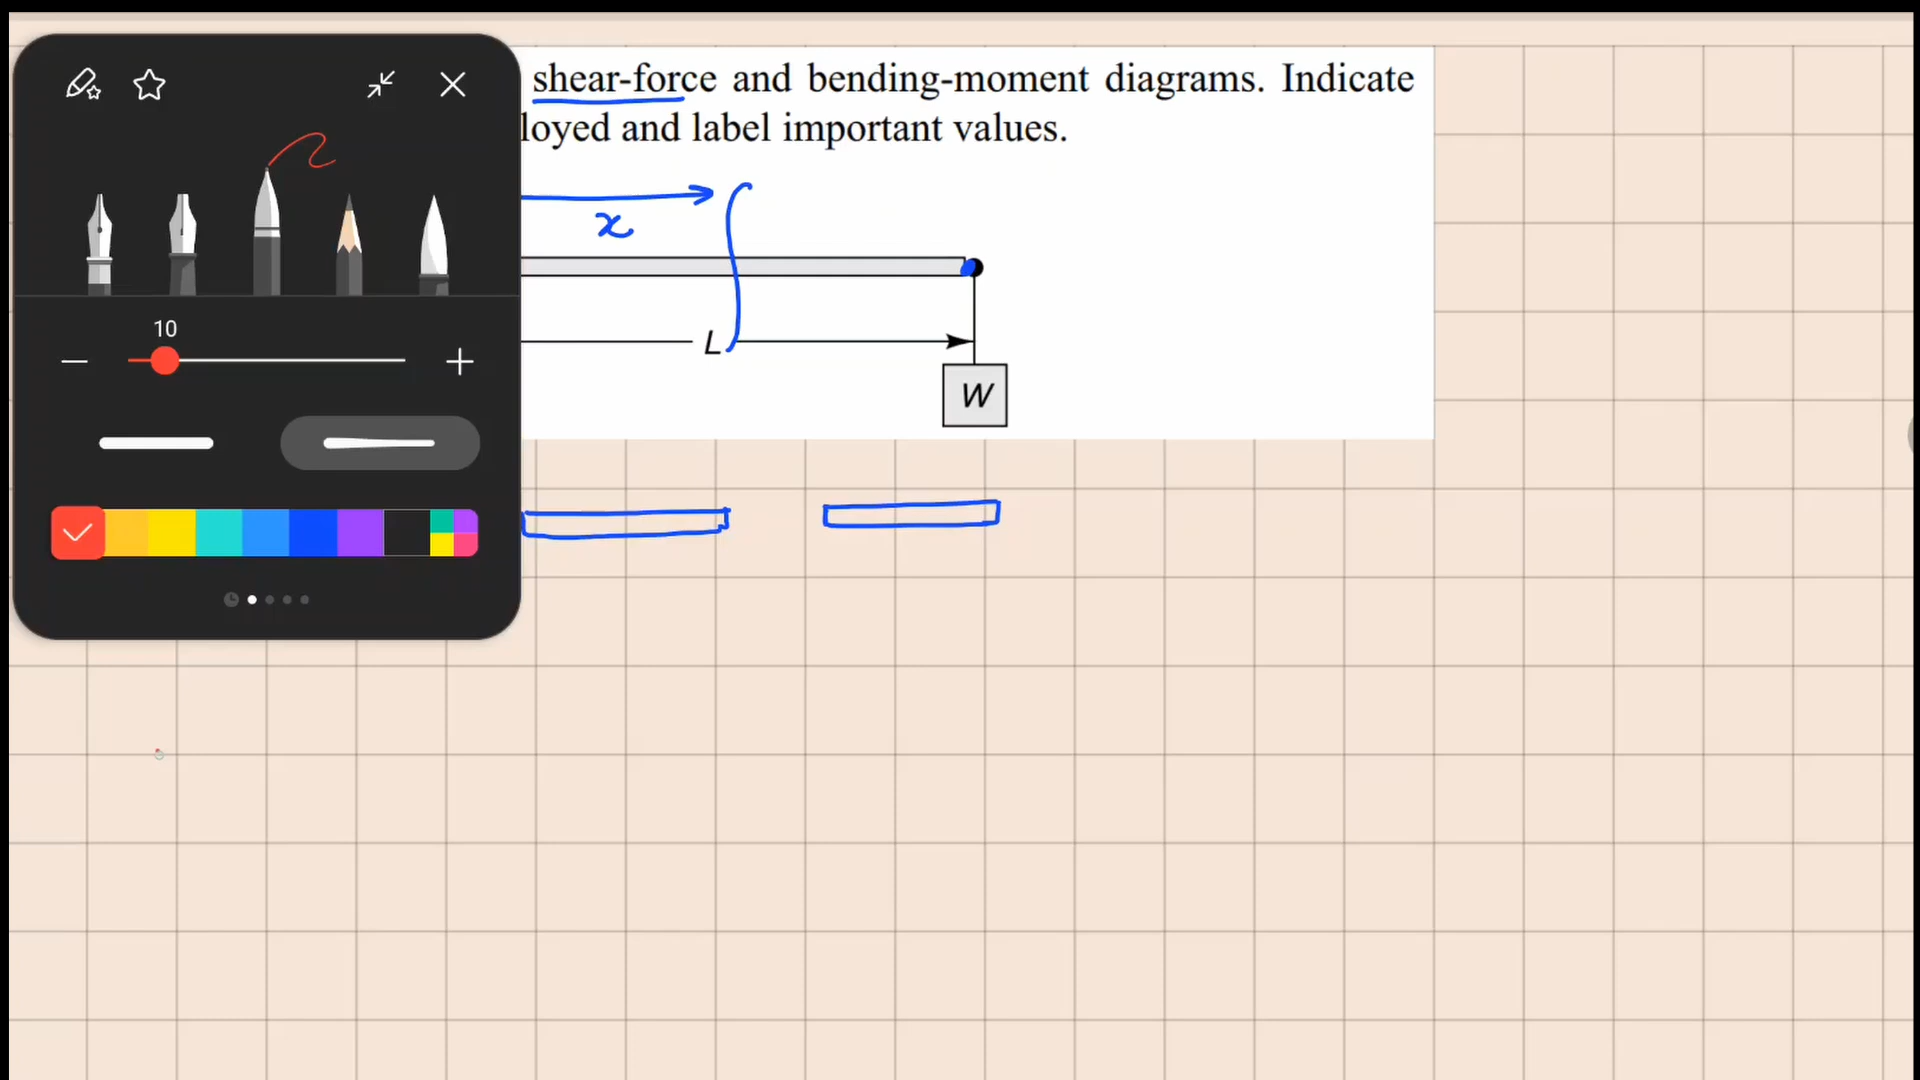 shear-force and bending-moment diagrams. Indicate
loyed and label important values.
x
L
W
10